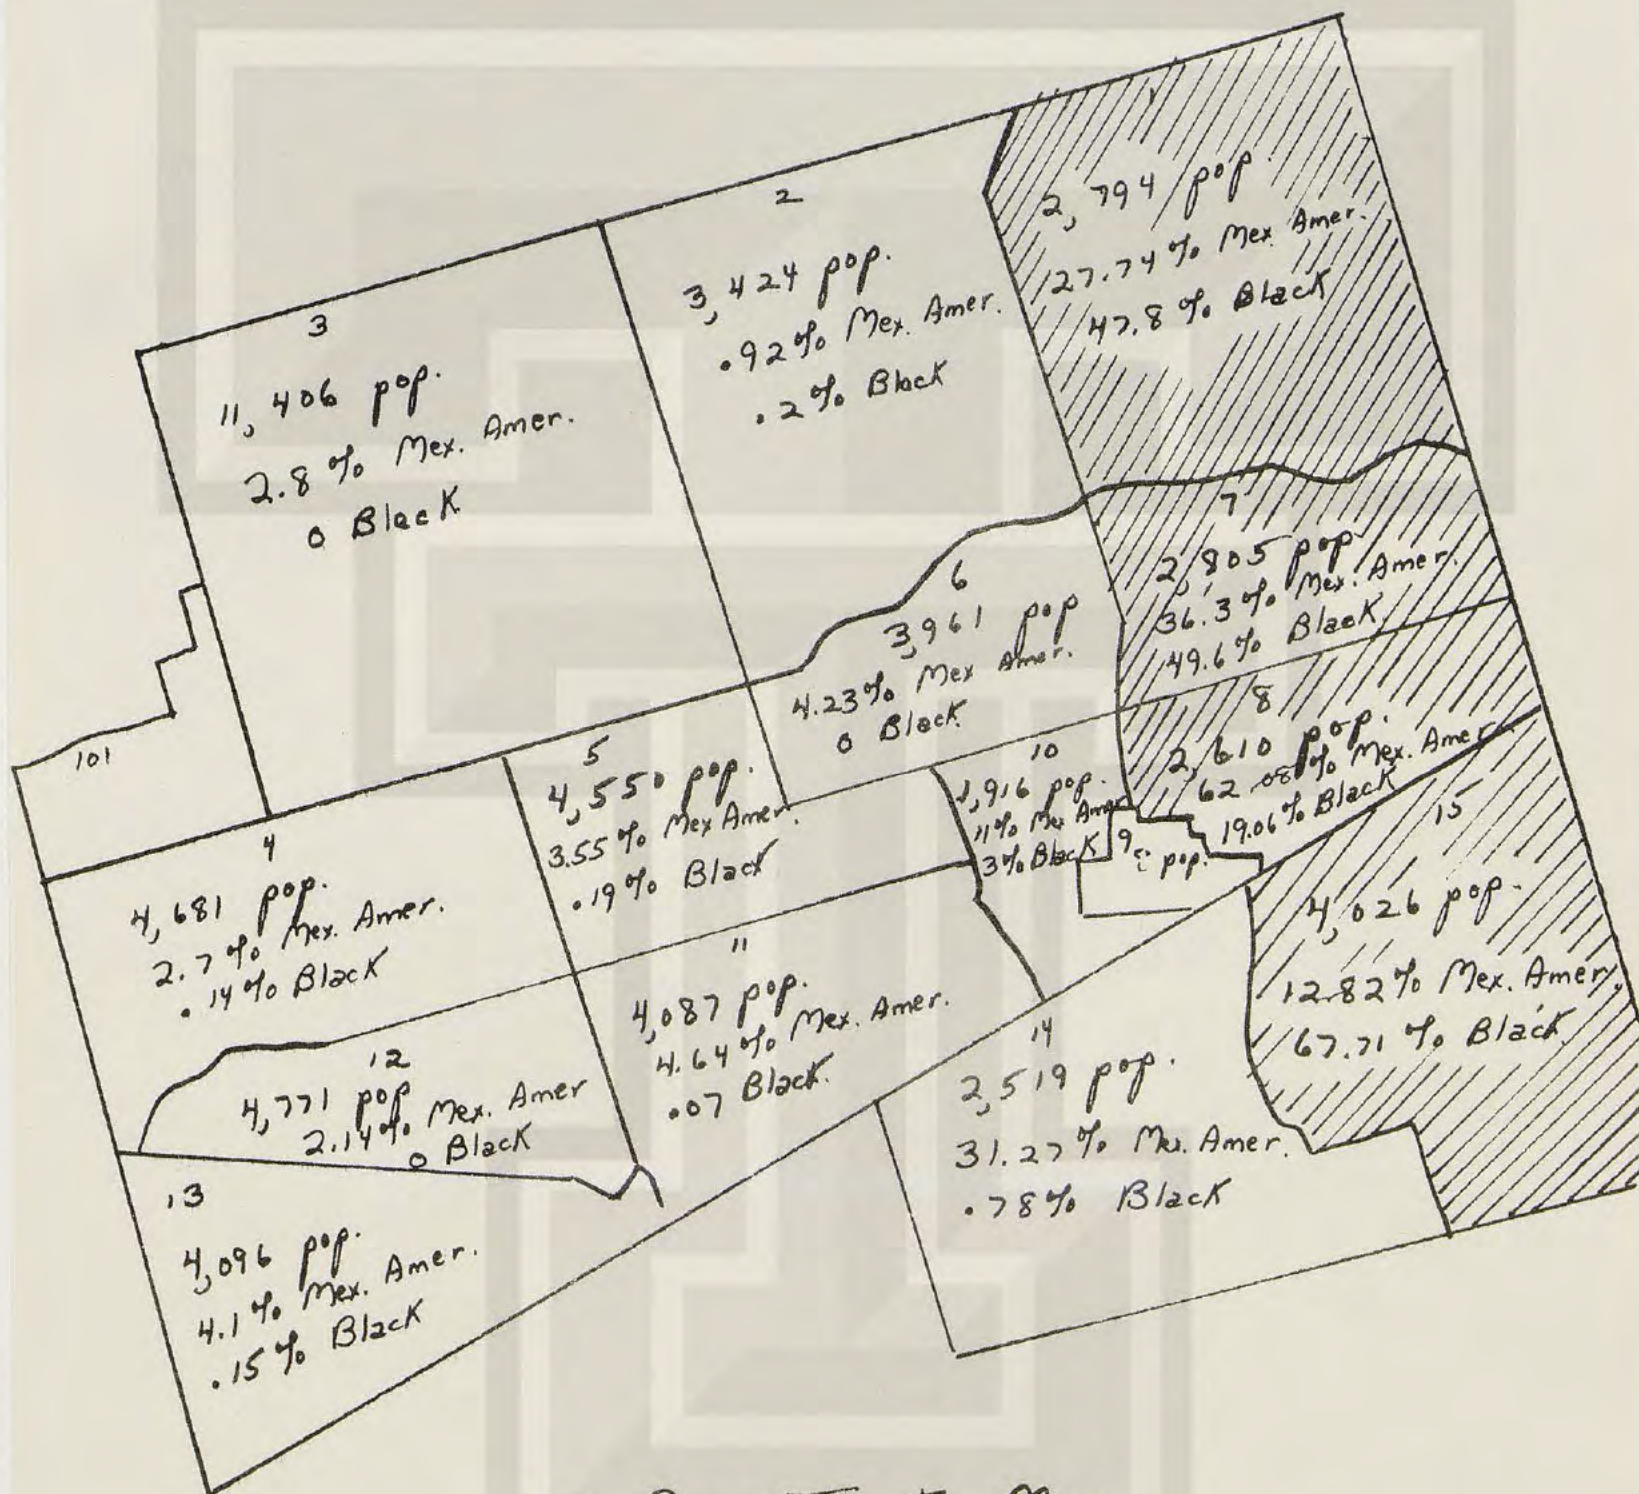 1
2,794 pop
27.74% Mex. Amer.
47.8% Black
2
3,424 pop.
.92% Mex. Amer.
.2% Black
3
11,406 pop.
2.8% Mex. Amer.
0 Black
7
2,805 pop
36.3% Mex. Amer.
49.6% Black
6
3,961 pop
4.23% Mex Amer.
0 Black
8
2,610 pop.
62.08% Mex. Amer
19.06% Black
101
5
4,550 pop.
3.55% Mex Amer.
.19% Black
10
1,916 pop.
11% Mex Amer
3% Black
9
pop.
15
4,026 pop.
12.82% Mex. Amer.
67.71% Black
4
4,681 pop.
2.7% Mex. Amer.
.14% Black
11
4,087 pop.
4.64% Mex. Amer.
.07 Black
12
4,771 pop
2.14% Mex. Amer
0 Black
14
2,519 pop.
31.27% Mex. Amer.
.78% Black
13
4,096 pop.
4.1% Mex. Amer.
.15% Black